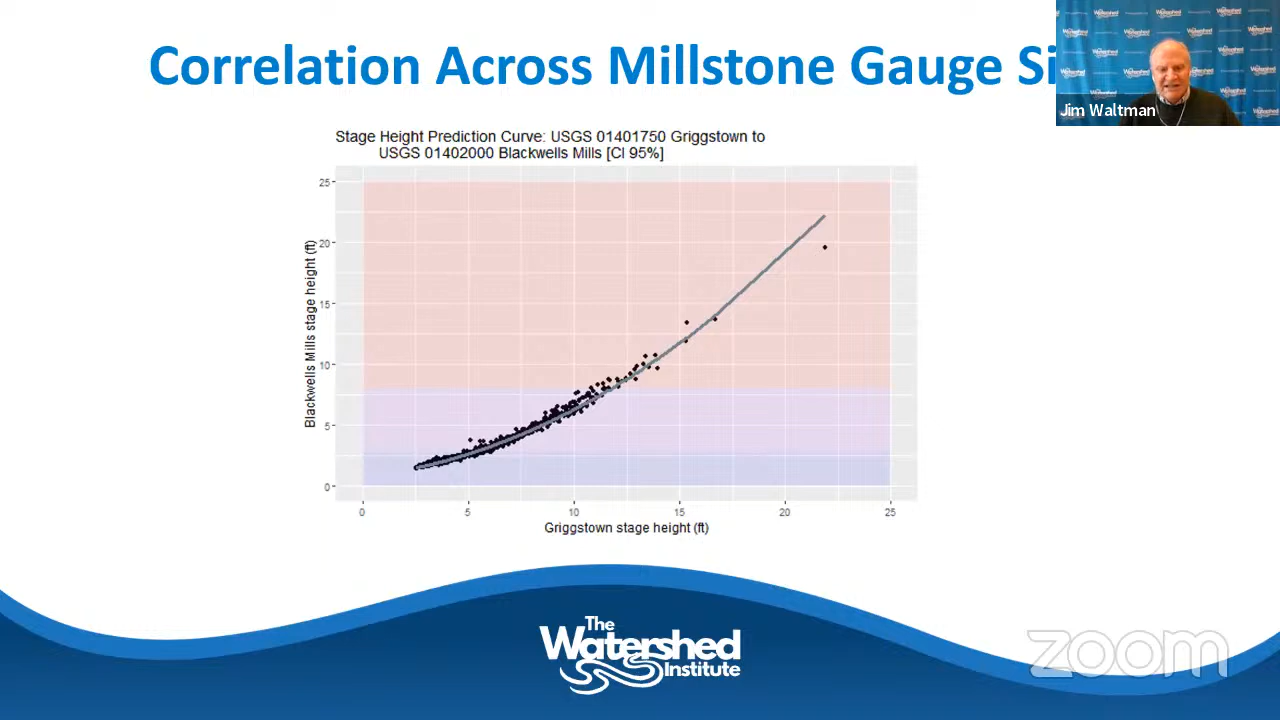 Correlation Across Millstone Gauge Si
Jim Waltman
Stage Height Prediction Curve: USGS 01401750 Griggstown to
USGS 01402000 Blackwells Mills [CI 95%]
Blackwells Mills stage height (ft)
25
20
15
10
5
0
0 5 10 15 20 25
Griggstown stage height (ft)
The
Watershed
Institute
zoom